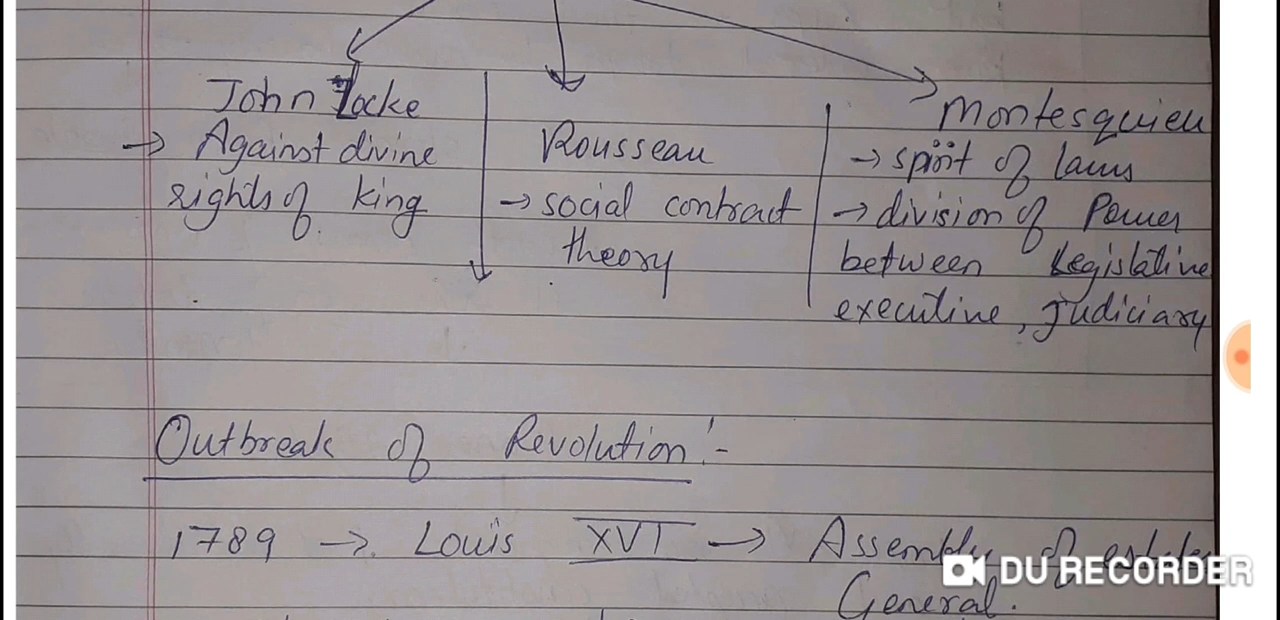 John Locke
→ Against divine
rights of king
Rousseau
→ social contract
theory
Montesquieu
→ spirit of laws
→ division of Power
between Legislative
executive, Judiciary
Outbreak of Revolution :-
1789 → Louis XVI → Assembly of estates
General.
DU RECORDER